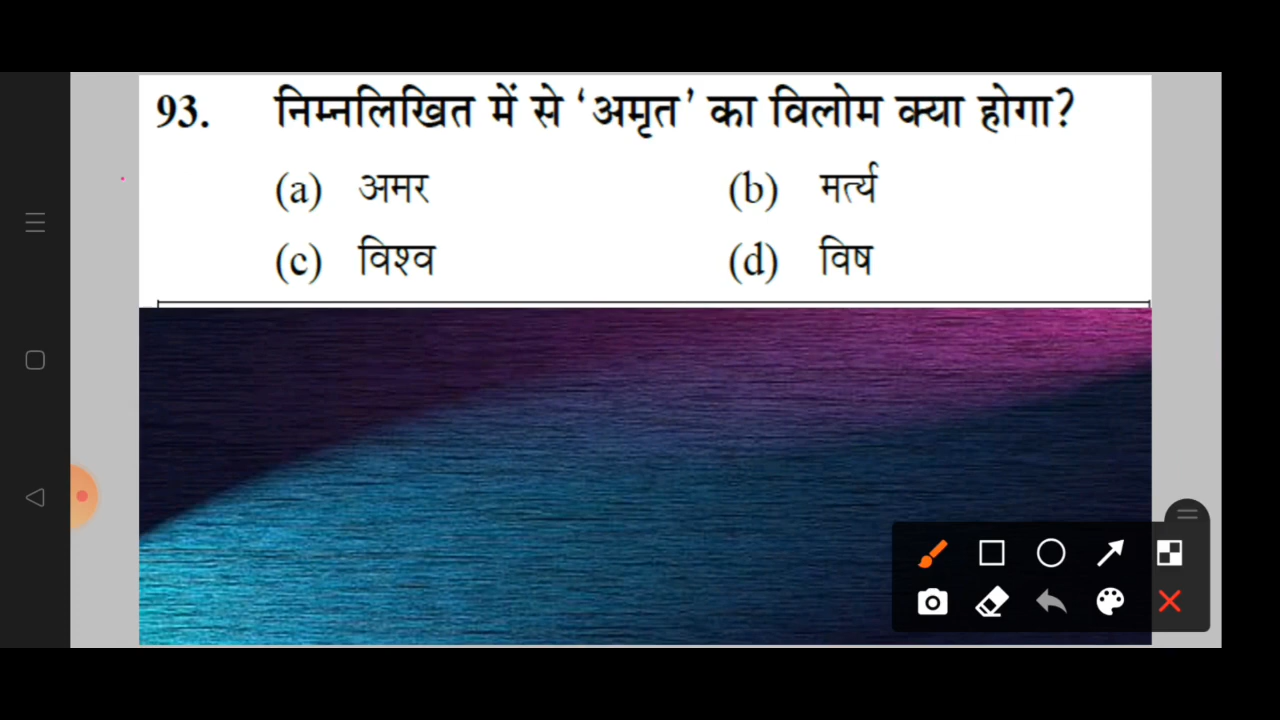 93. निम्नलिखित में से ‘अमृत’ का विलोम क्या होगा?
(a) अमर (b) मर्त्य
(c) विश्व (d) विष